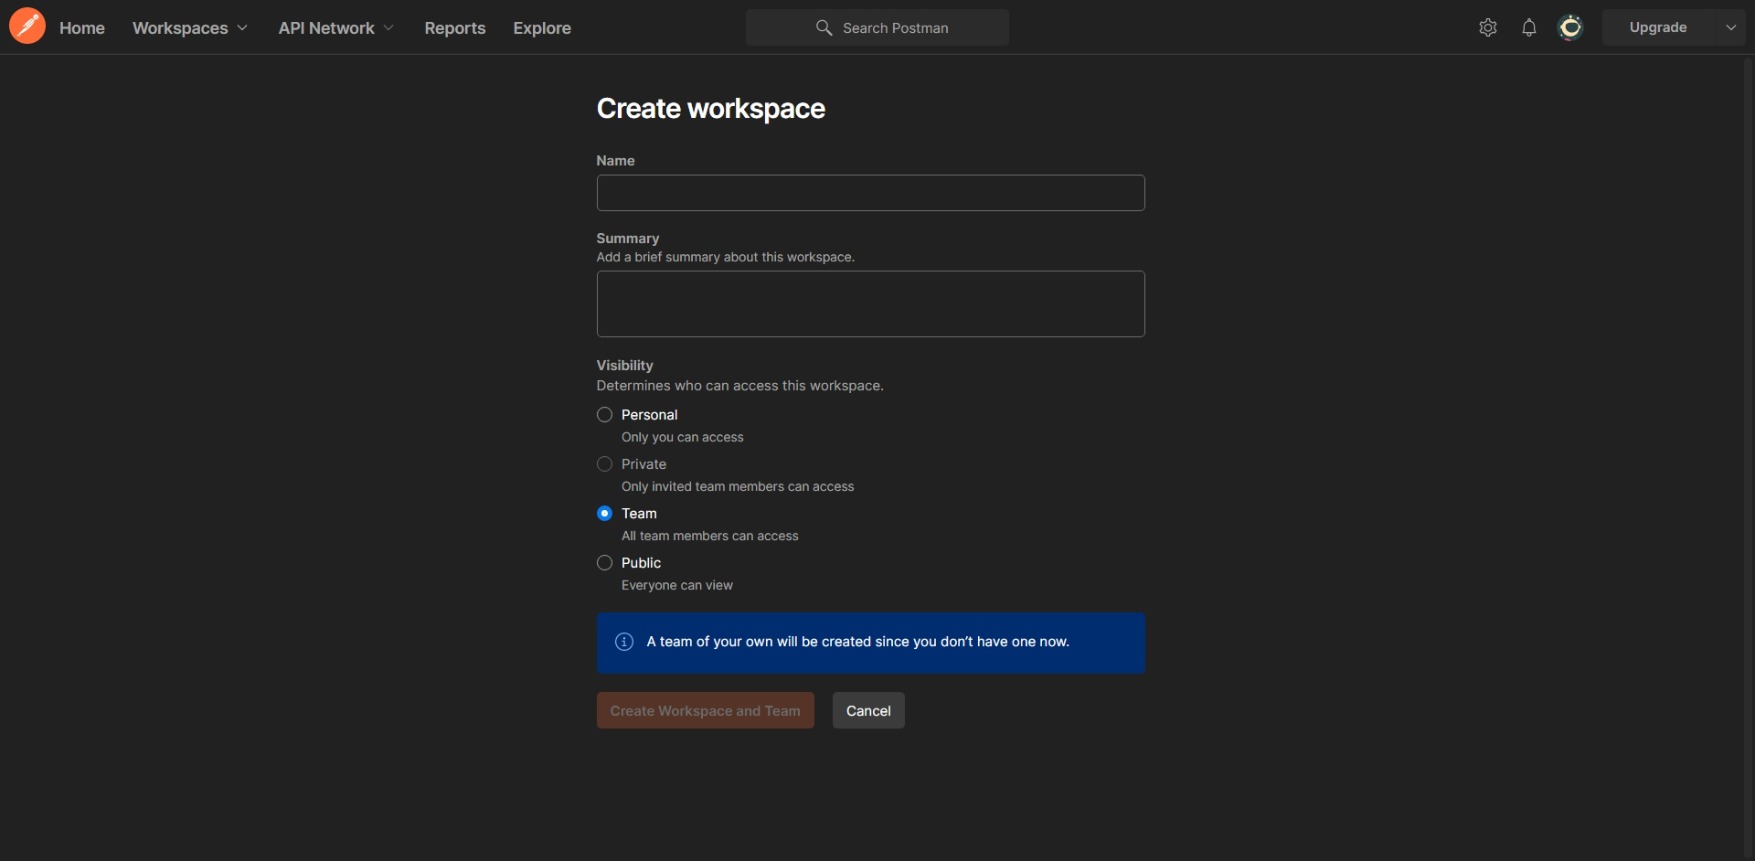 Home Workspaces API Network Reports Explore Search Postman Upgrade
Create workspace
Name
Summary
Add a brief summary about this workspace.
Visibility
Determines who can access this workspace.
Personal
Only you can access
Private
Only invited team members can access
Team
All team members can access
Public
Everyone can view
A team of your own will be created since you don’t have one now.
Create Workspace and Team Cancel